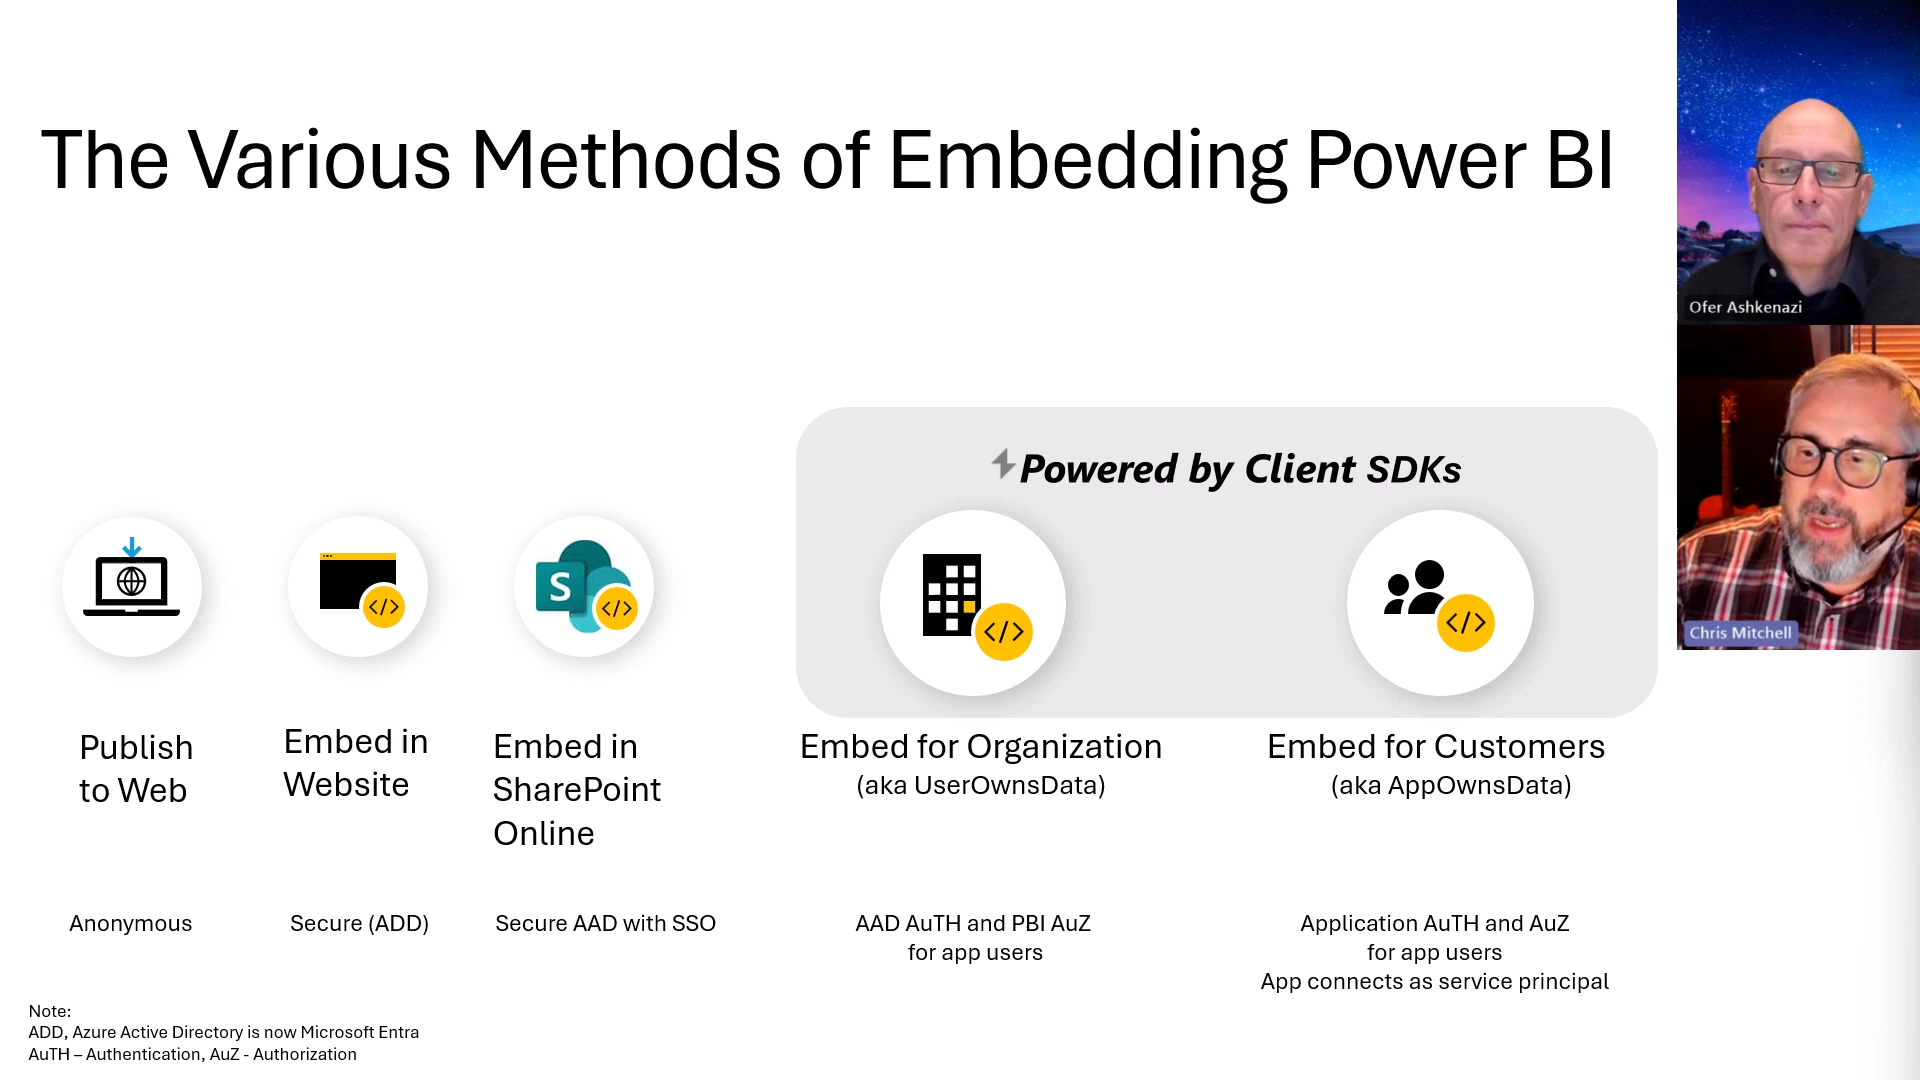 The Various Methods of Embedding Power BI
Ofer Ashkenazi
Chris Mitchell
Powered by Client SDKs
S
</>
</>
</>
</>
Publish
to Web
Embed in
Website
Embed in
SharePoint
Online
Embed for Organization
(aka UserOwnsData)
Embed for Customers
(aka AppOwnsData)
Anonymous
Secure (ADD)
Secure AAD with SSO
AAD AuTH and PBI AuZ
for app users
Application AuTH and AuZ
for app users
App connects as service principal
Note:
ADD, Azure Active Directory is now Microsoft Entra
AuTH – Authentication, AuZ - Authorization